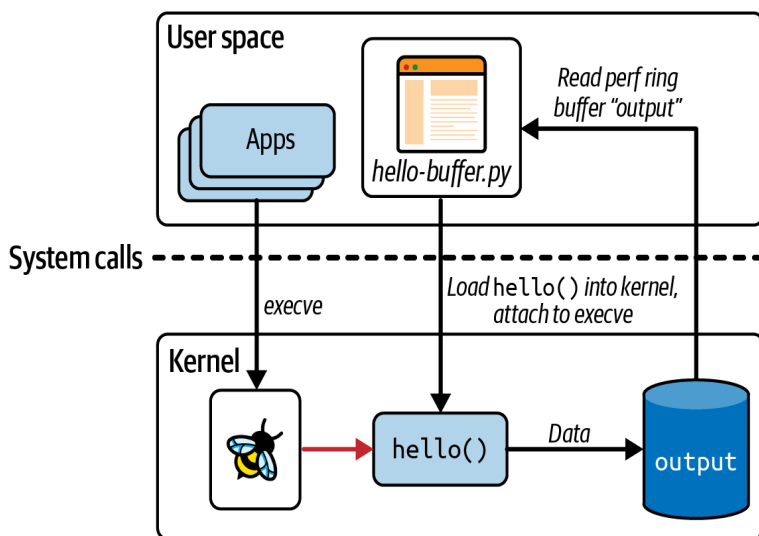 User space
Apps
hello-buffer.py
Read perf ring
buffer “output”
System calls
execve
Load hello() into kernel,
attach to execve
Kernel
hello()
Data
output